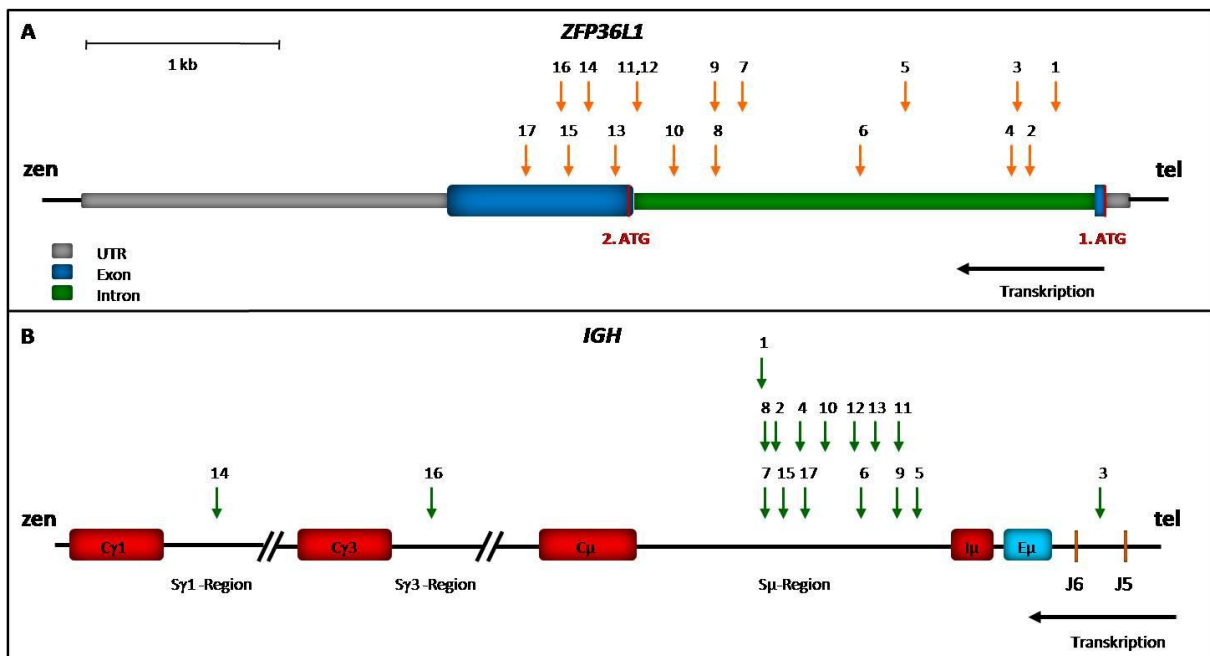 A
ZFP36L1
1 kb
16 14 11,12 9 7 5 3 1
17 15 13 10 8 6 4 2
zen
tel
2. ATG
1. ATG
UTR
Exon
Intron
Transkription
B
IGH
1
8 2 4 10 12 13 11
14 16 7 15 17 6 9 5 3
zen
tel
Cγ1 Cγ3 Cμ Iμ Eμ
Sγ1 -Region Sγ3 -Region Sμ-Region J6 J5
Transkription